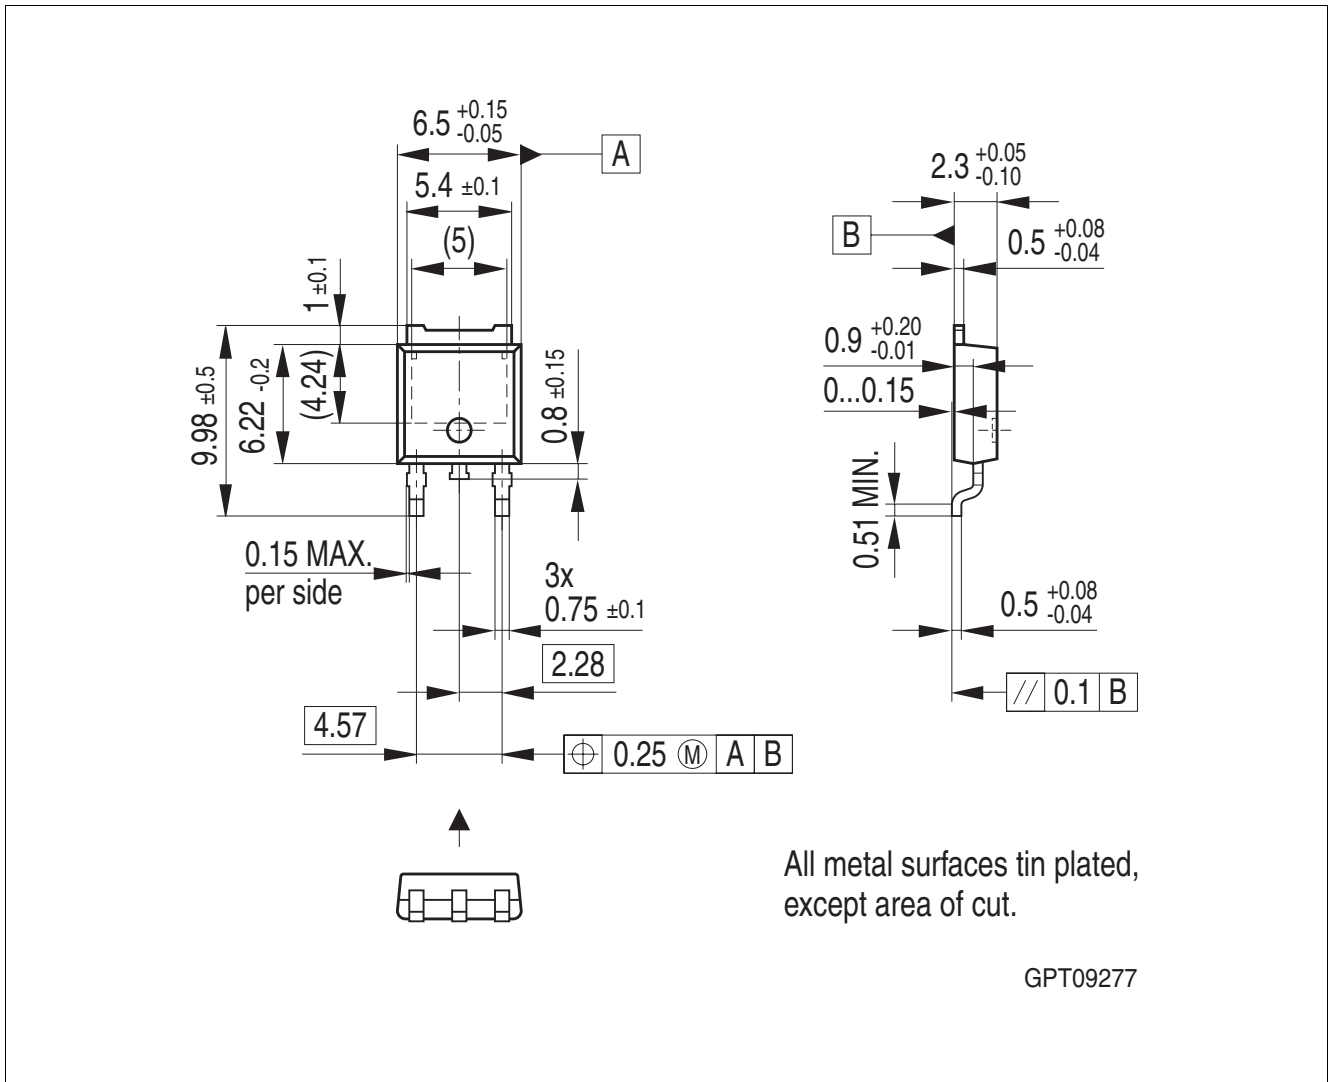 6.5 +0.15 -0.05
A
5.4 ±0.1
(5)
1 ±0.1
9.98 ±0.5
6.22 -0.2
(4.24)
0.8 ±0.15
0.15 MAX.
per side
3x
0.75 ±0.1
2.28
4.57
0.25 Ⓜ A B
2.3 +0.05 -0.10
B
0.5 +0.08 -0.04
0.9 +0.20 -0.01
0...0.15
0.51 MIN.
0.5 +0.08 -0.04
// 0.1 B
All metal surfaces tin plated,
except area of cut.
GPT09277